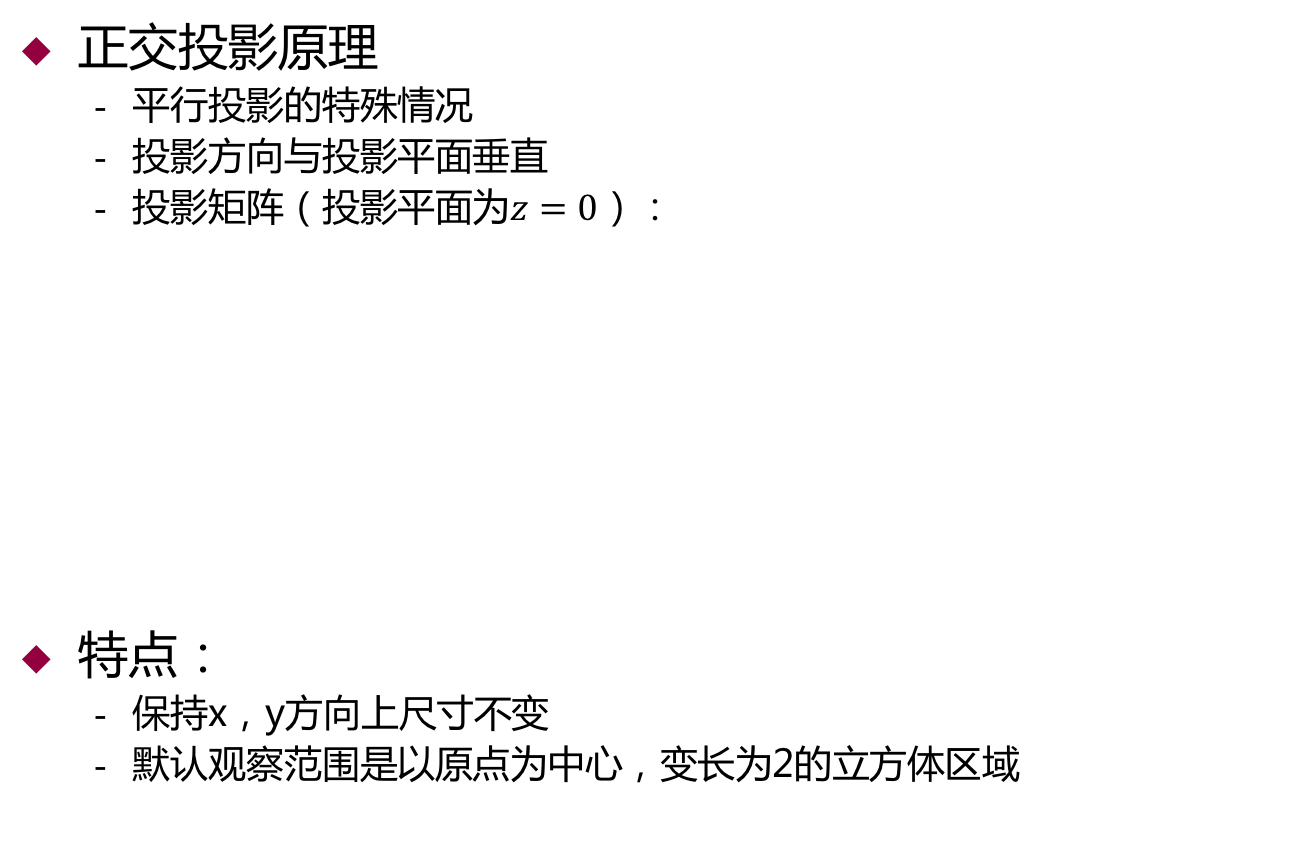 ◆ 正交投影原理
- 平行投影的特殊情况
- 投影方向与投影平面垂直
- 投影矩阵（投影平面为z = 0）：
◆ 特点：
- 保持x，y方向上尺寸不变
- 默认观察范围是以原点为中心，变长为2的立方体区域